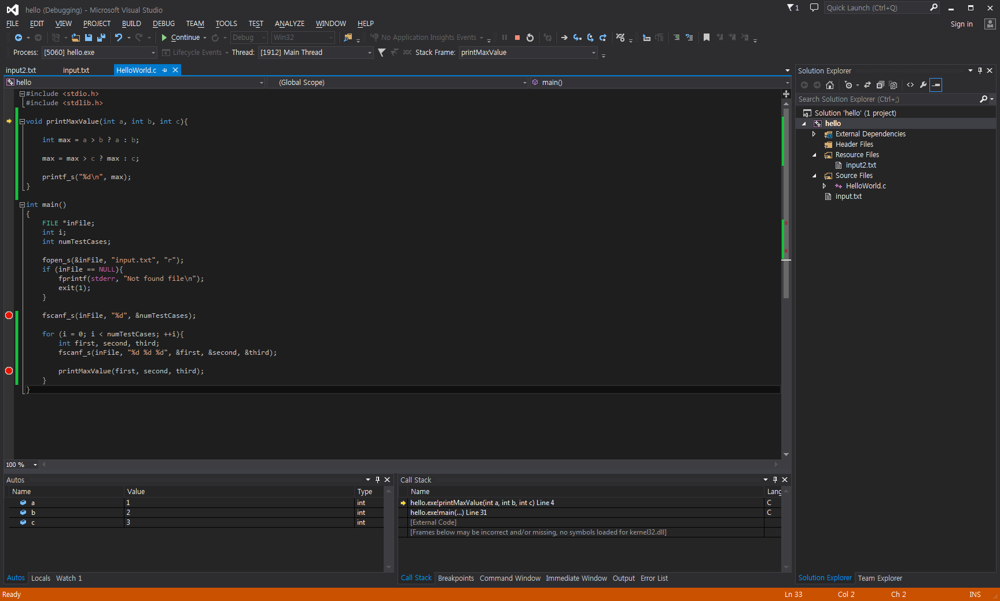 hello (Debugging) - Microsoft Visual Studio
1
Quick Launch (Ctrl+Q)
FILE EDIT VIEW PROJECT BUILD DEBUG TEAM TOOLS TEST ANALYZE WINDOW HELP
Sign in
Continue Debug Win32 No Application Insights Events
Process: [5060] hello.exe Lifecycle Events Thread: [1912] Main Thread Stack Frame: printMaxValue
input2.txt input.txt HelloWorld.c
hello (Global Scope) main()
#include <stdio.h>
#include <stdlib.h>
void printMaxValue(int a, int b, int c){
int max = a > b ? a : b;
max = max > c ? max : c;
printf_s("%d\n", max);
}
int main()
{
FILE *inFile;
int i;
int numTestCases;
fopen_s(&inFile, "input.txt", "r");
if (inFile == NULL){
fprintf(stderr, "Not found file\n");
exit(1);
}
fscanf_s(inFile, "%d", &numTestCases);
for (i = 0; i < numTestCases; ++i){
int first, second, third;
fscanf_s(inFile, "%d %d %d", &first, &second, &third);
printMaxValue(first, second, third);
}
}
100 %
Solution Explorer
Search Solution Explorer (Ctrl+;)
Solution 'hello' (1 project)
hello
External Dependencies
Header Files
Resource Files
input2.txt
Source Files
HelloWorld.c
input.txt
Autos
Name Value Type
a 1 int
b 2 int
c 3 int
Autos Locals Watch 1
Call Stack
Name Lang
hello.exe!printMaxValue(int a, int b, int c) Line 4 C
hello.exe!main(...) Line 31 C
[External Code]
[Frames below may be incorrect and/or missing, no symbols loaded for kernel32.dll]
Call Stack Breakpoints Command Window Immediate Window Output Error List
Solution Explorer Team Explorer
Ready Ln 33 Col 2 Ch 2 INS